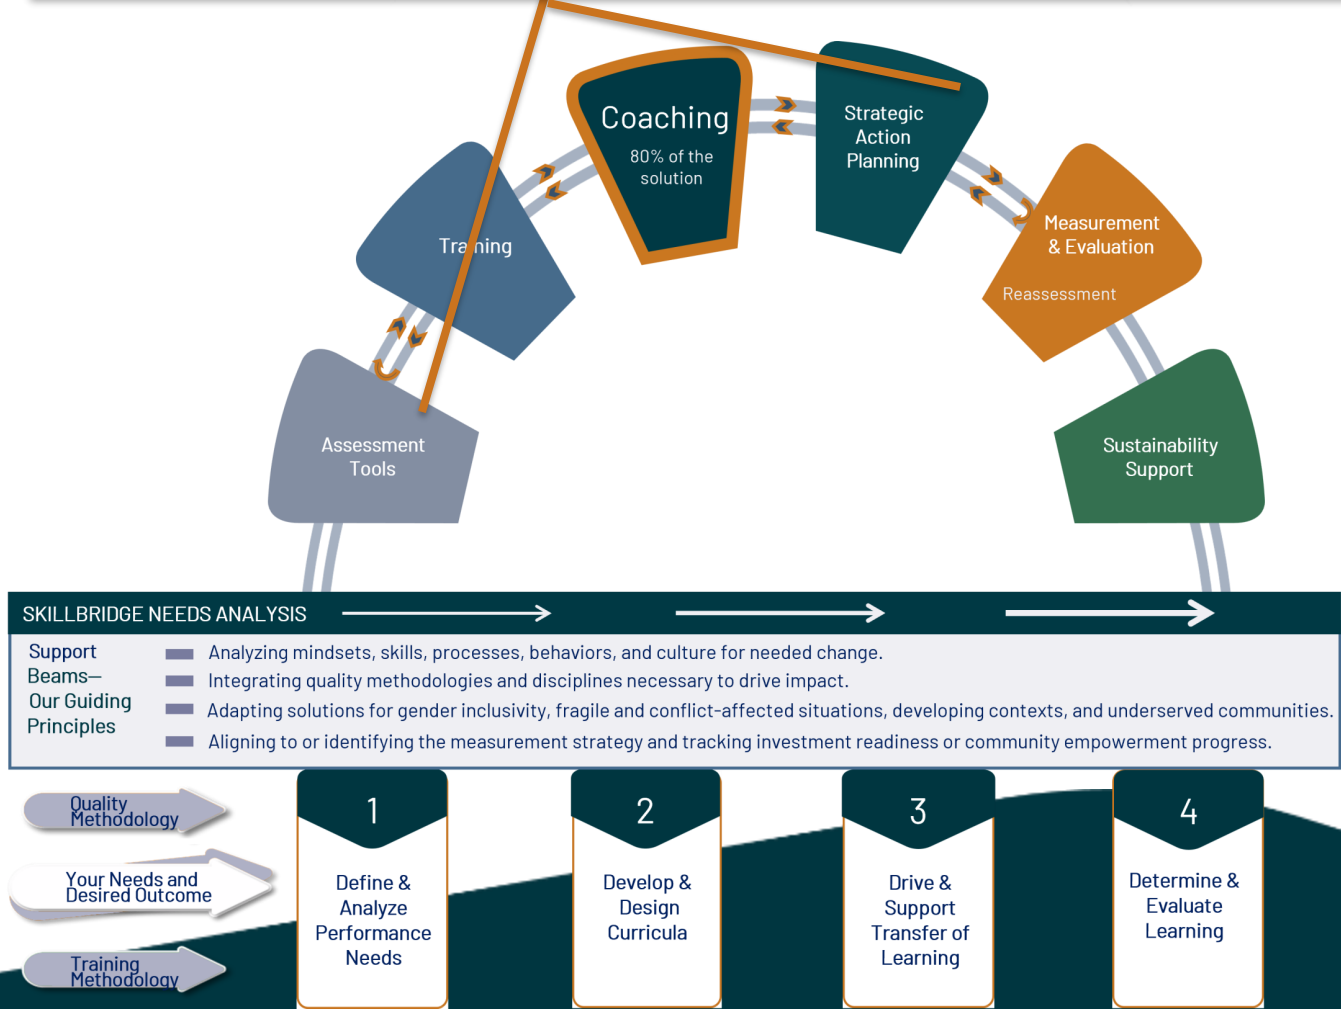 Coaching
80% of the
solution
Strategic
Action
Planning
Training
Measurement
& Evaluation
Reassessment
Assessment
Tools
Sustainability
Support
SKILLBRIDGE NEEDS ANALYSIS
Support
Beams—
Our Guiding
Principles
Analyzing mindsets, skills, processes, behaviors, and culture for needed change.
Integrating quality methodologies and disciplines necessary to drive impact.
Adapting solutions for gender inclusivity, fragile and conflict-affected situations, developing contexts, and underserved communities.
Aligning to or identifying the measurement strategy and tracking investment readiness or community empowerment progress.
Quality
Methodology
Your Needs and
Desired Outcome
Training
Methodology
1
Define &
Analyze
Performance
Needs
2
Develop &
Design
Curricula
3
Drive &
Support
Transfer of
Learning
4
Determine &
Evaluate
Learning